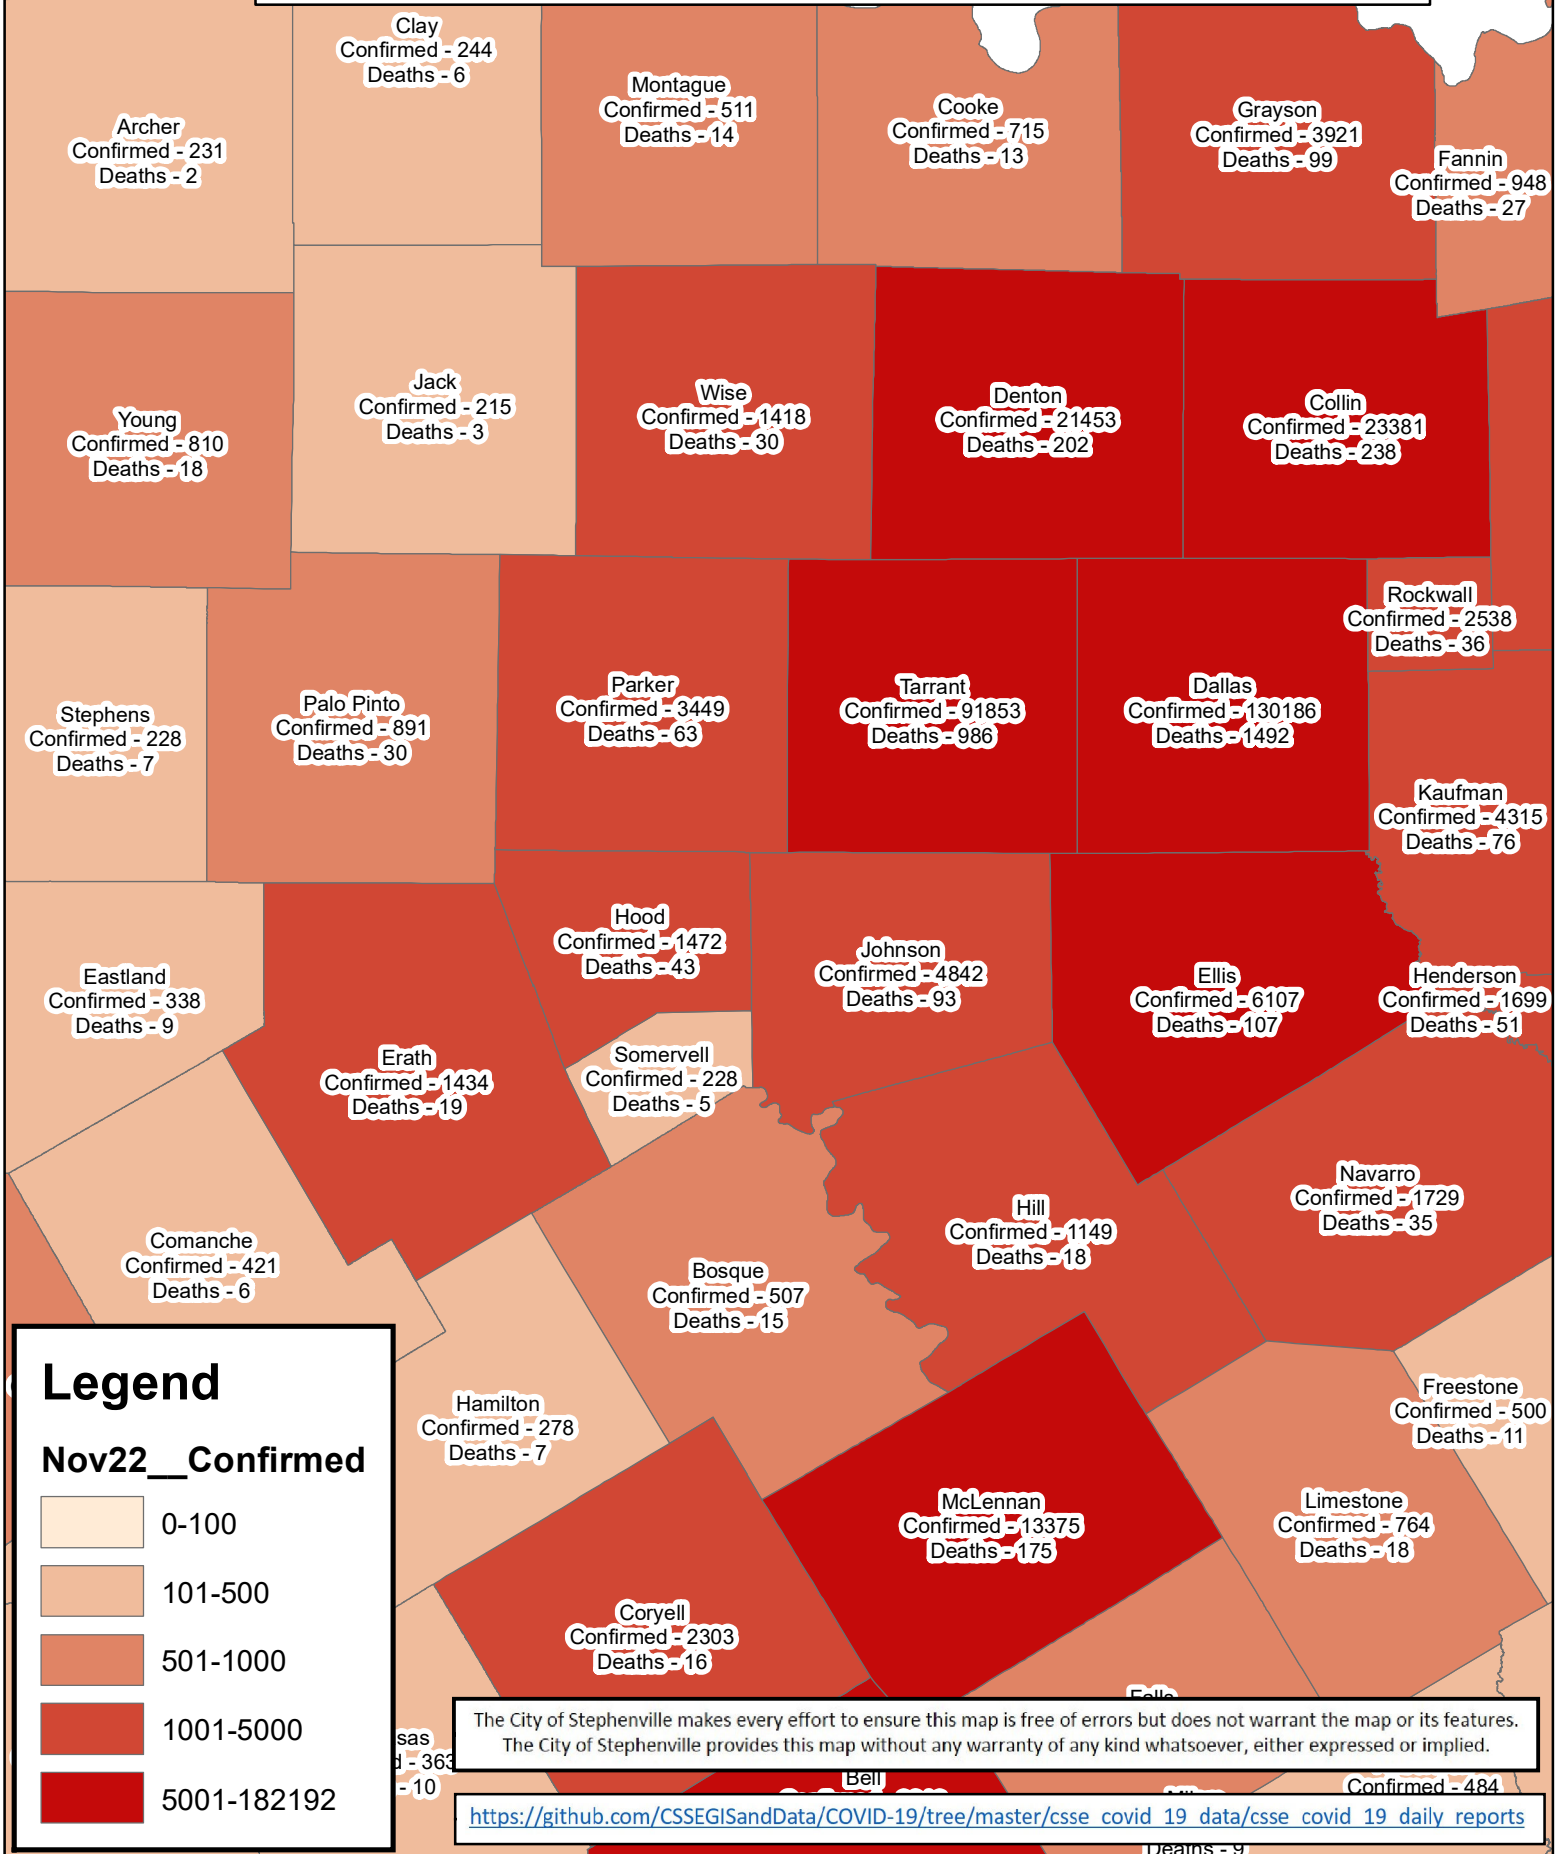 Clay
Confirmed - 244
Deaths - 6
Montague
Confirmed - 511
Deaths - 14
Cooke
Confirmed - 715
Deaths - 13
Grayson
Confirmed - 3921
Deaths - 99
Archer
Confirmed - 231
Deaths - 2
Fannin
Confirmed - 948
Deaths - 27
Jack
Confirmed - 215
Deaths - 3
Wise
Confirmed - 1418
Deaths - 30
Denton
Confirmed - 21453
Deaths - 202
Collin
Confirmed - 23381
Deaths - 238
Young
Confirmed - 810
Deaths - 18
Rockwall
Confirmed - 2538
Deaths - 36
Stephens
Confirmed - 228
Deaths - 7
Palo Pinto
Confirmed - 891
Deaths - 30
Parker
Confirmed - 3449
Deaths - 63
Tarrant
Confirmed - 91853
Deaths - 986
Dallas
Confirmed - 130186
Deaths - 1492
Kaufman
Confirmed - 4315
Deaths - 76
Hood
Confirmed - 1472
Deaths - 43
Johnson
Confirmed - 4842
Deaths - 93
Eastland
Confirmed - 338
Deaths - 9
Ellis
Confirmed - 6107
Deaths - 107
Henderson
Confirmed - 1699
Deaths - 51
Erath
Confirmed - 1434
Deaths - 19
Somervell
Confirmed - 228
Deaths - 5
Navarro
Confirmed - 1729
Deaths - 35
Hill
Confirmed - 1149
Deaths - 18
Comanche
Confirmed - 421
Deaths - 6
Bosque
Confirmed - 507
Deaths - 15
Freestone
Confirmed - 500
Deaths - 11
Hamilton
Confirmed - 278
Deaths - 7
McLennan
Confirmed - 13375
Deaths - 175
Limestone
Confirmed - 764
Deaths - 18
Coryell
Confirmed - 2303
Deaths - 16
Legend
Nov22__Confirmed
0-100
101-500
501-1000
1001-5000
5001-182192
sas
d - 363
- 10
Falls
The City of Stephenville makes every effort to ensure this map is free of errors but does not warrant the map or its features.
The City of Stephenville provides this map without any warranty of any kind whatsoever, either expressed or implied.
Bell
Confirmed - 484
https://github.com/CSSEGISandData/COVID-19/tree/master/csse_covid_19_data/csse_covid_19_daily_reports
Deaths - 9